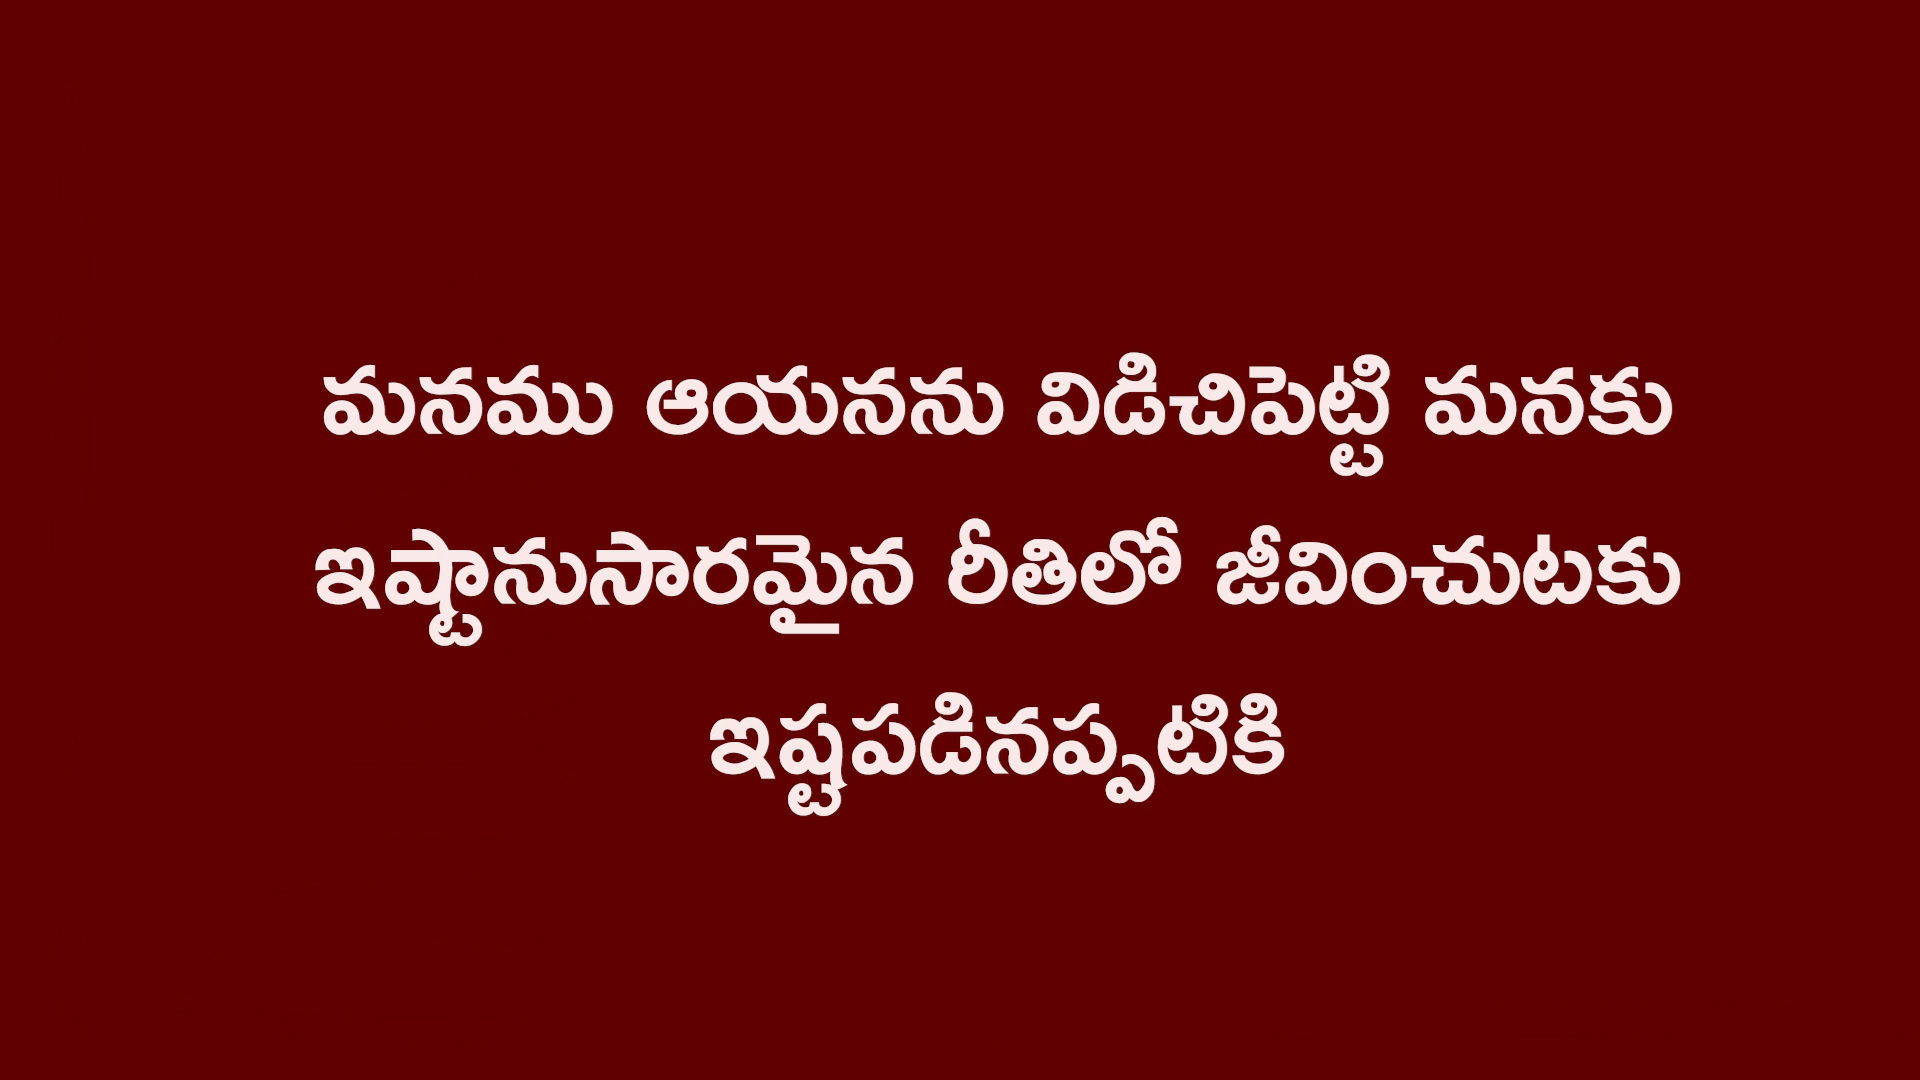 మనము ఆయనను విడిచిపెట్టి మనకు
ఇష్టానుసారమైన రీతిలో జీవించుటకు
ఇష్టపడినప్పటికి